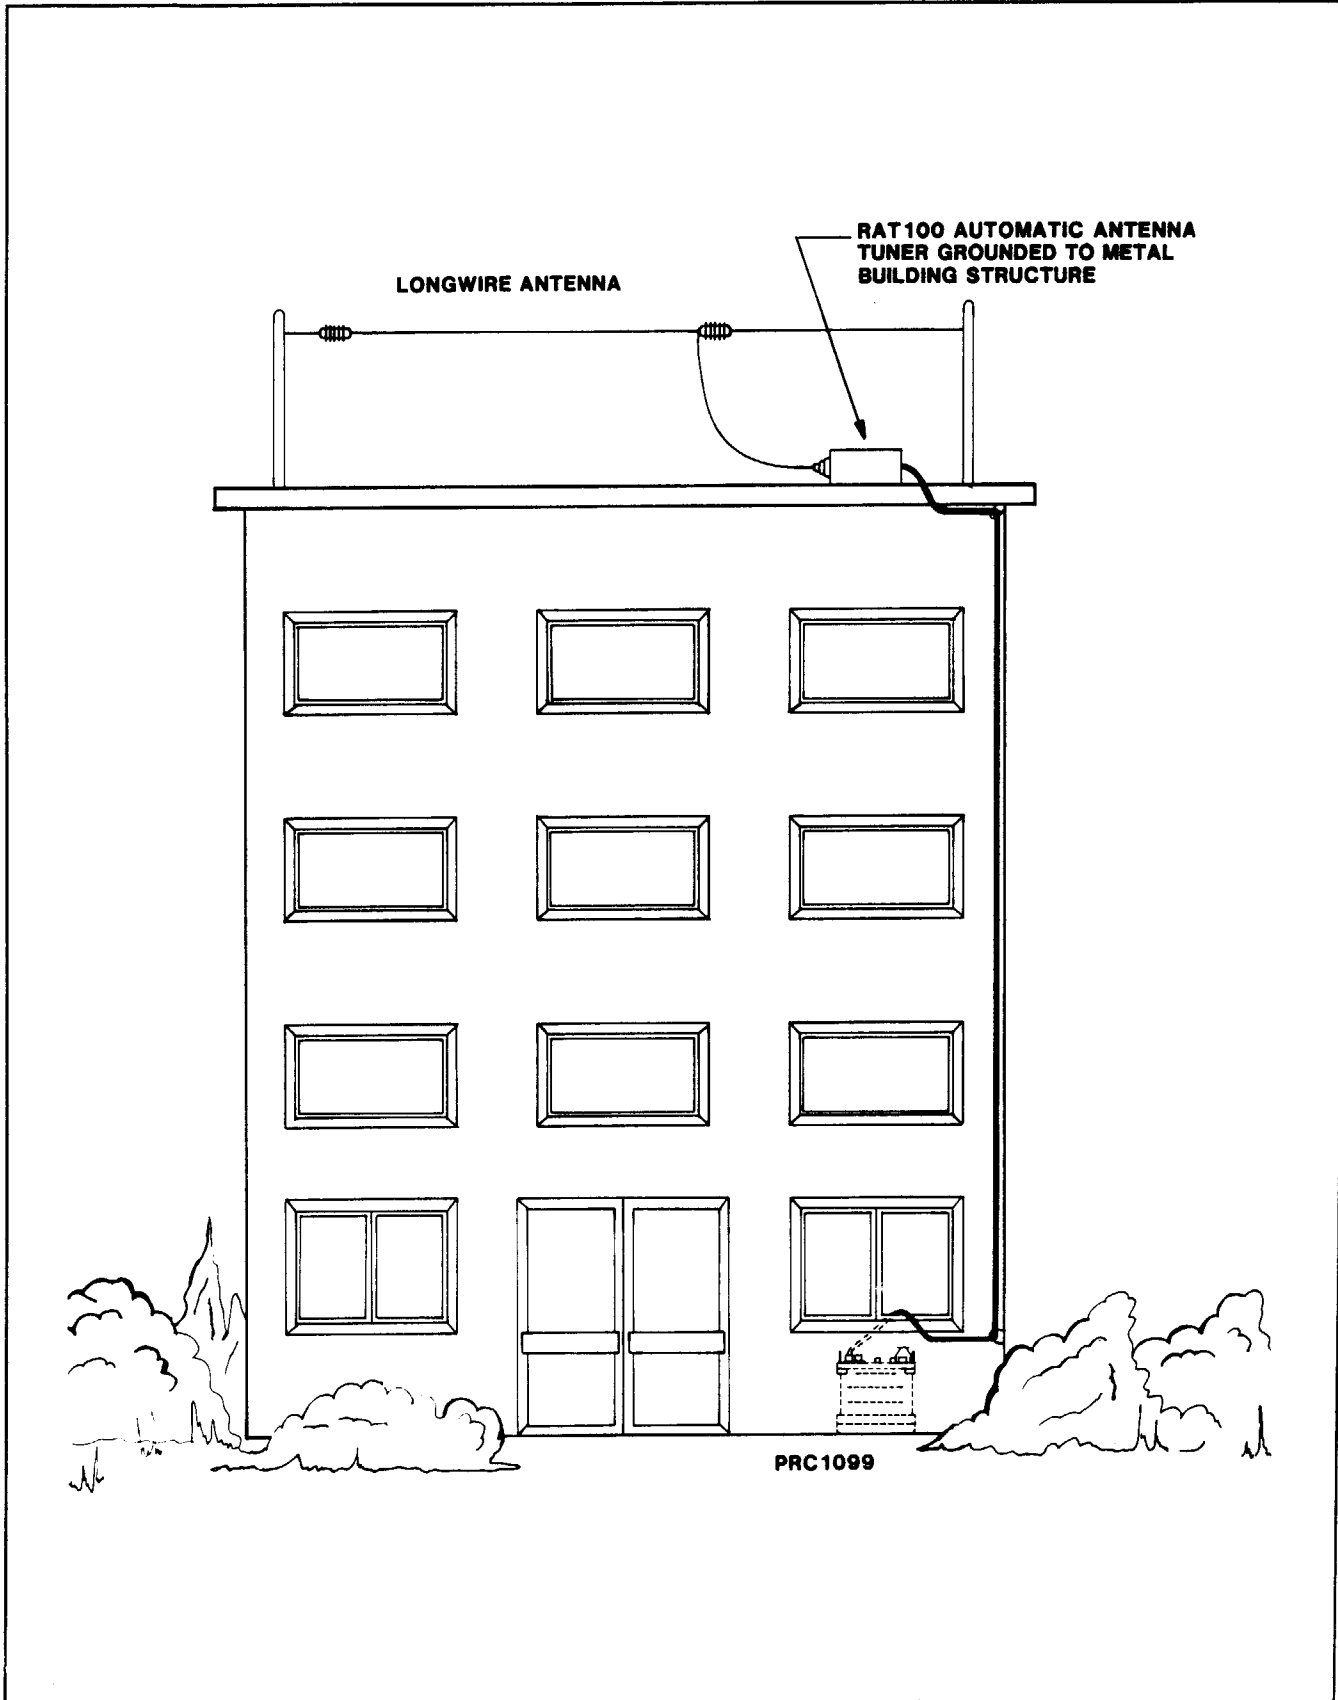 RAT100 AUTOMATIC ANTENNA
TUNER GROUNDED TO METAL
BUILDING STRUCTURE
LONGWIRE ANTENNA
PRC1099